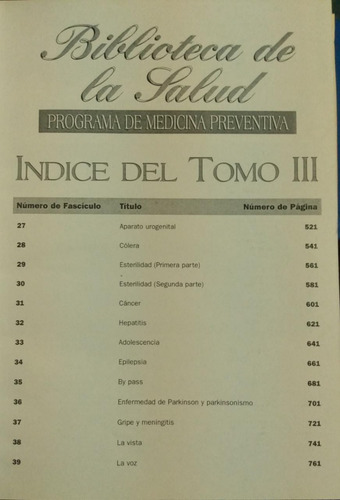 Biblioteca de
la Salud
PROGRAMA DE MEDICINA PREVENTIVA
INDICE DEL TOMO III
Número de Fascículo Título Número de Página
27 Aparato urogenital 521
28 Cólera 541
29 Esterilidad (Primera parte) 561
30 Esterilidad (Segunda parte) 581
31 Cáncer 601
32 Hepatitis 621
33 Adolescencia 641
34 Epilepsia 661
35 By pass 681
36 Enfermedad de Parkinson y parkinsonismo 701
37 Gripe y meningitis 721
38 La vista 741
39 La voz 761